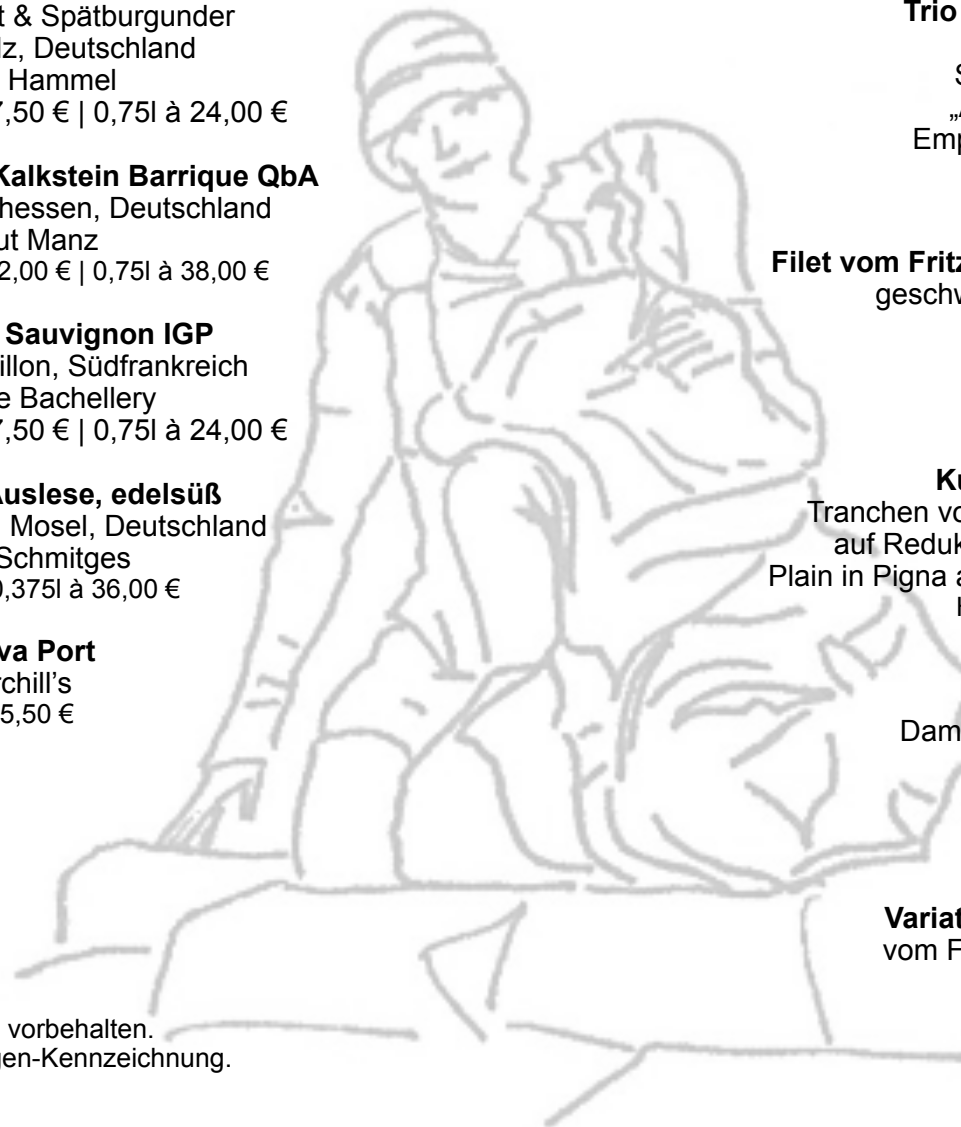 & Spätburgunder
Deutschland
Hammel
7,50 € | 0,75l à 24,00 €
Kalkstein Barrique QbA
hessen, Deutschland
ut Manz
2,00 € | 0,75l à 38,00 €
Sauvignon IGP
illon, Südfrankreich
e Bachellery
7,50 € | 0,75l à 24,00 €
Auslese, edelsüß
Mosel, Deutschland
Schmitges
0,375l à 36,00 €
va Port
rchill's
5,50 €
vorbehalten.
gen-Kennzeichnung.
Trio
Emp
Filet vom Fritz
geschw
Ku
Tranchen vo
auf Reduk
Plain in Pigna a
Dam
Variat
vom F